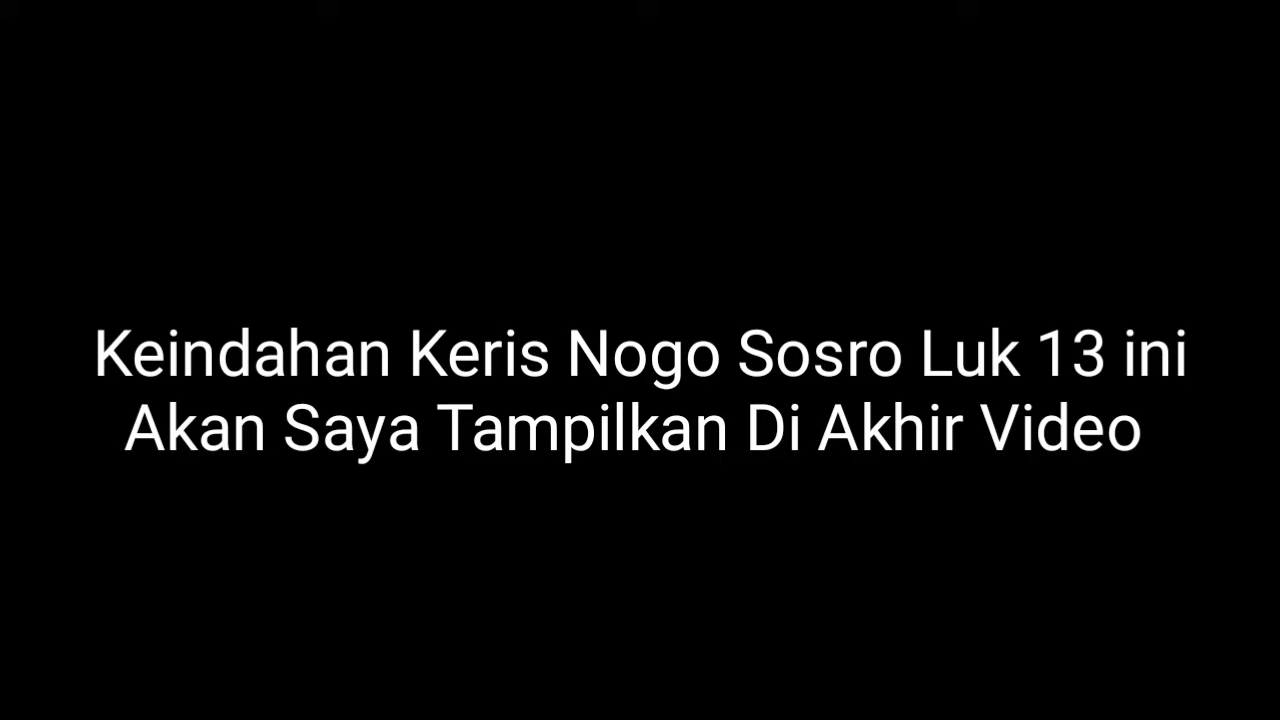 Keindahan Keris Nogo Sosro Luk 13 ini
Akan Saya Tampilkan Di Akhir Video